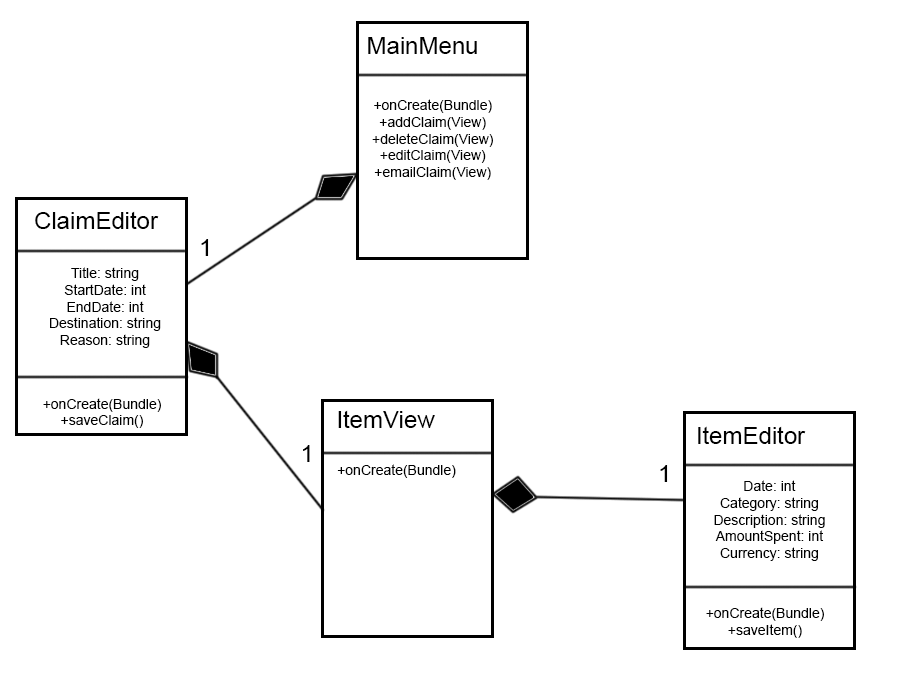 MainMenu
+onCreate(Bundle)
+addClaim(View)
+deleteClaim(View)
+editClaim(View)
+emailClaim(View)
ClaimEditor
1
Title: string
StartDate: int
EndDate: int
Destination: string
Reason: string
+onCreate(Bundle)
+saveClaim()
ItemView
1
+onCreate(Bundle)
ItemEditor
1
Date: int
Category: string
Description: string
AmountSpent: int
Currency: string
+onCreate(Bundle)
+saveItem()